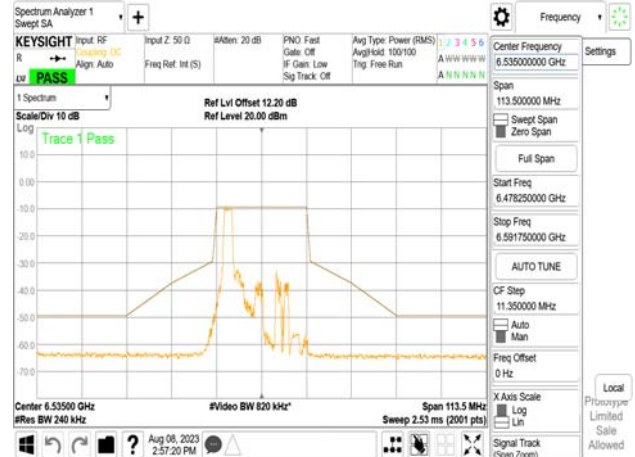 Spectrum Analyzer 1
Swept SA
Frequency
KEYSIGHT
R
LVI
PASS
Input: RF
Coupling: DC
Align: Auto
Input Z: 50 Ω
Freq Ref: Int (S)
#Atten: 20 dB
PNO: Fast
Gate: Off
IF Gain: Low
Sig Track: Off
Avg Type: Power (RMS)
Avg|Hold: 100/100
Trig: Free Run
1 2 3 4 5 6
A W W W W W
A N N N N N
Center Frequency
6.535000000 GHz
Settings
1 Spectrum
Scale/Div 10 dB
Ref Lvl Offset 12.20 dB
Ref Level 20.00 dBm
Span
113.500000 MHz
Swept Span
Zero Span
Full Span
Start Freq
6.478250000 GHz
Stop Freq
6.591750000 GHz
AUTO TUNE
CF Step
11.350000 MHz
Auto
Man
Freq Offset
0 Hz
X Axis Scale
Log
Lin
Signal Track
(Span Zoom)
Local
Prototype
Limited
Sale
Allowed
Log
Trace 1 Pass
10.0
0.00
-10.0
-20.0
-30.0
-40.0
-50.0
-60.0
-70.0
Center 6.53500 GHz
#Res BW 240 kHz
#Video BW 820 kHz*
Span 113.5 MHz
Sweep 2.53 ms (2001 pts)
?
Aug 08, 2023
2:57:20 PM